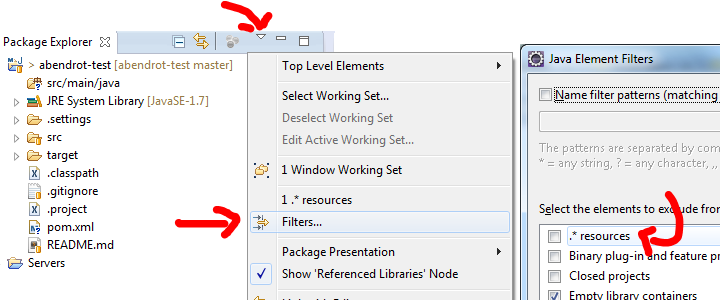 Package Explorer
> abendrot-test [abendrot-test master]
src/main/java
JRE System Library [JavaSE-1.7]
.settings
src
target
.classpath
.gitignore
.project
pom.xml
README.md
Servers
Top Level Elements
Select Working Set...
Deselect Working Set
Edit Active Working Set...
1 Window Working Set
1 .* resources
Filters...
Package Presentation
Show 'Referenced Libraries' Node
Java Element Filters
Name filter patterns (matching
The patterns are separated by com
* = any string, ? = any character, ,,
Select the elements to exclude from
.* resources
Binary plug-in and feature pr
Closed projects
Empty library containers